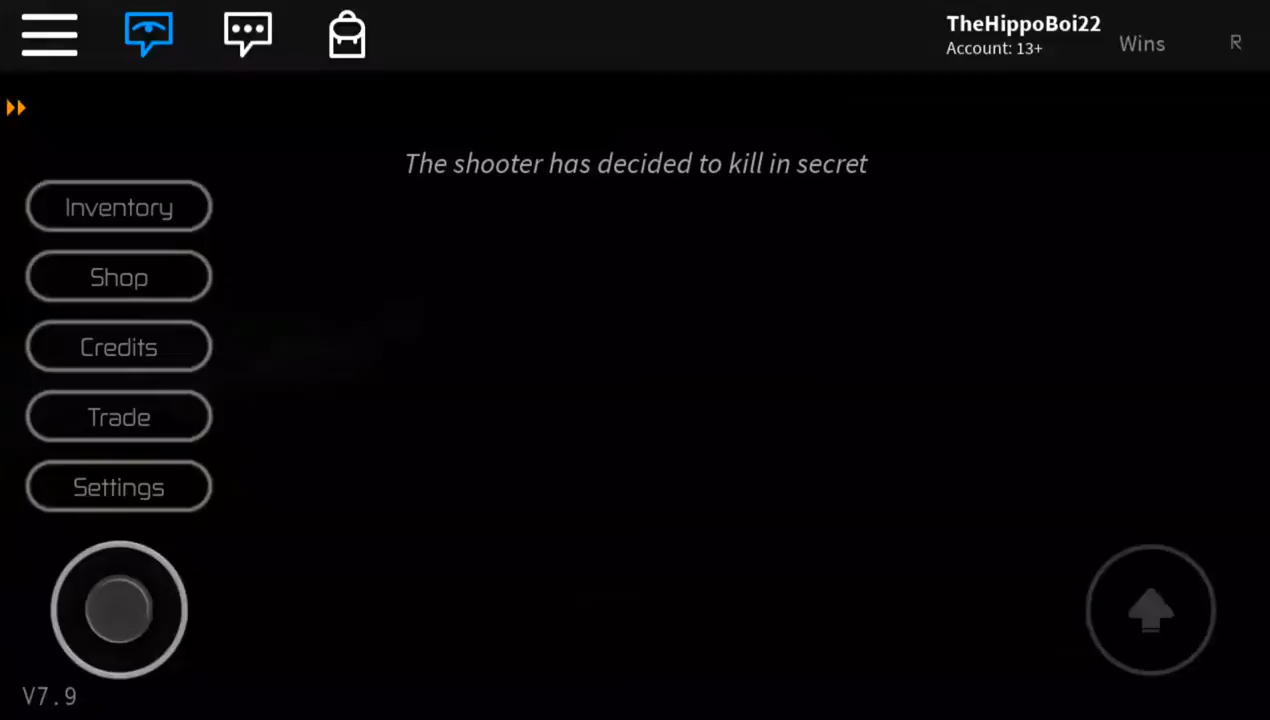 TheHippoBoi22
Account: 13+
Wins
R
The shooter has decided to kill in secret
Inventory
Shop
Credits
Trade
Settings
V7.9